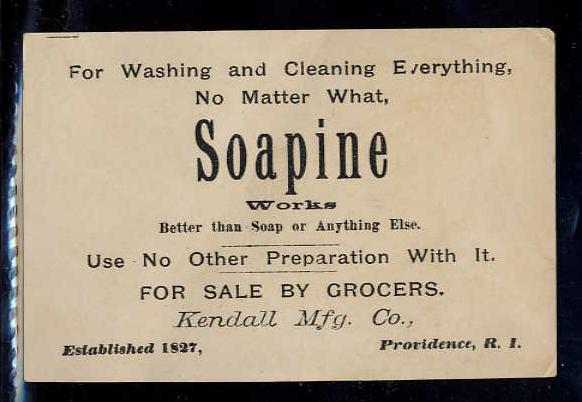 For Washing and Cleaning Everything,
No Matter What,
Soapine
Works
Better than Soap or Anything Else.
Use No Other Preparation With It.
FOR SALE BY GROCERS.
Kendall Mfg. Co.,
Established 1827, Providence, R. I.